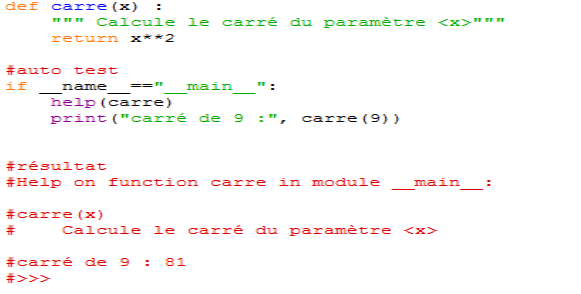 def carre(x) :
    """ Calcule le carré du paramètre <x>"""
    return x**2
#auto test
if __name__=="__main__":
    help(carre)
    print("carré de 9 :", carre(9))
#résultat
#Help on function carre in module __main__:
#carre(x)
#    Calcule le carré du paramètre <x>
#carré de 9 : 81
#>>>